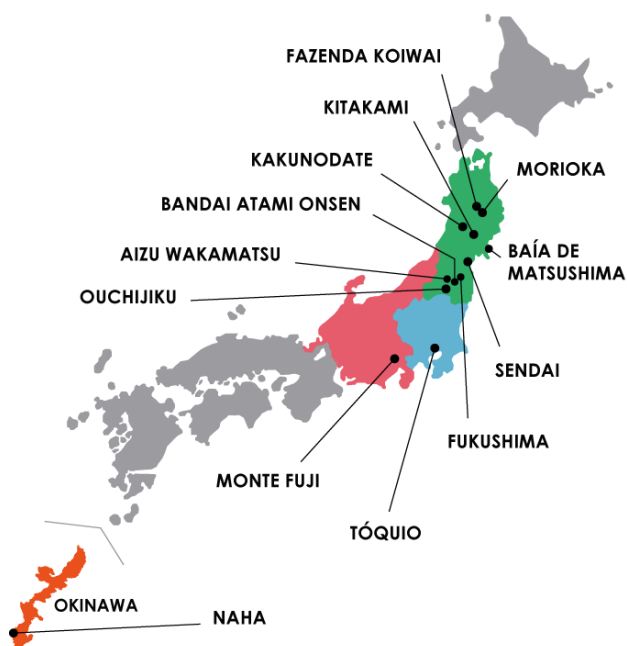 FAZENDA KOIWAI
KITAKAMI
KAKUNODATE
MORIOKA
BANDAI ATAMI ONSEN
AIZU WAKAMATSU
BAÍA DE
MATSUSHIMA
OUCHIJIKU
SENDAI
FUKUSHIMA
MONTE FUJI
TÓQUIO
OKINAWA
NAHA